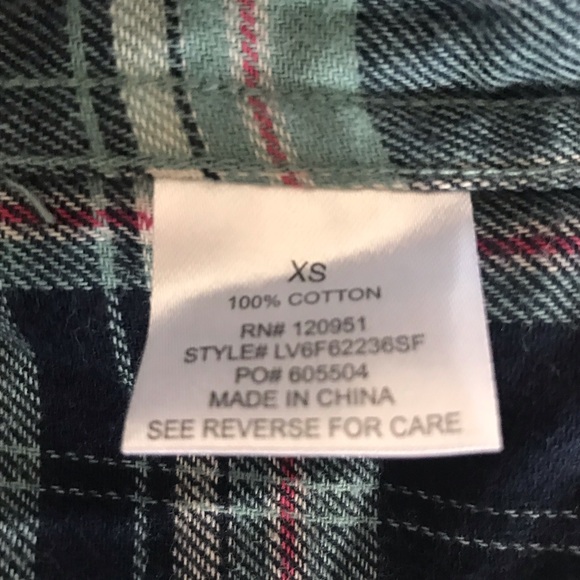 XS
100% COTTON
RN# 120951
STYLE# LV6F62236SF
PO# 605504
MADE IN CHINA
SEE REVERSE FOR CARE